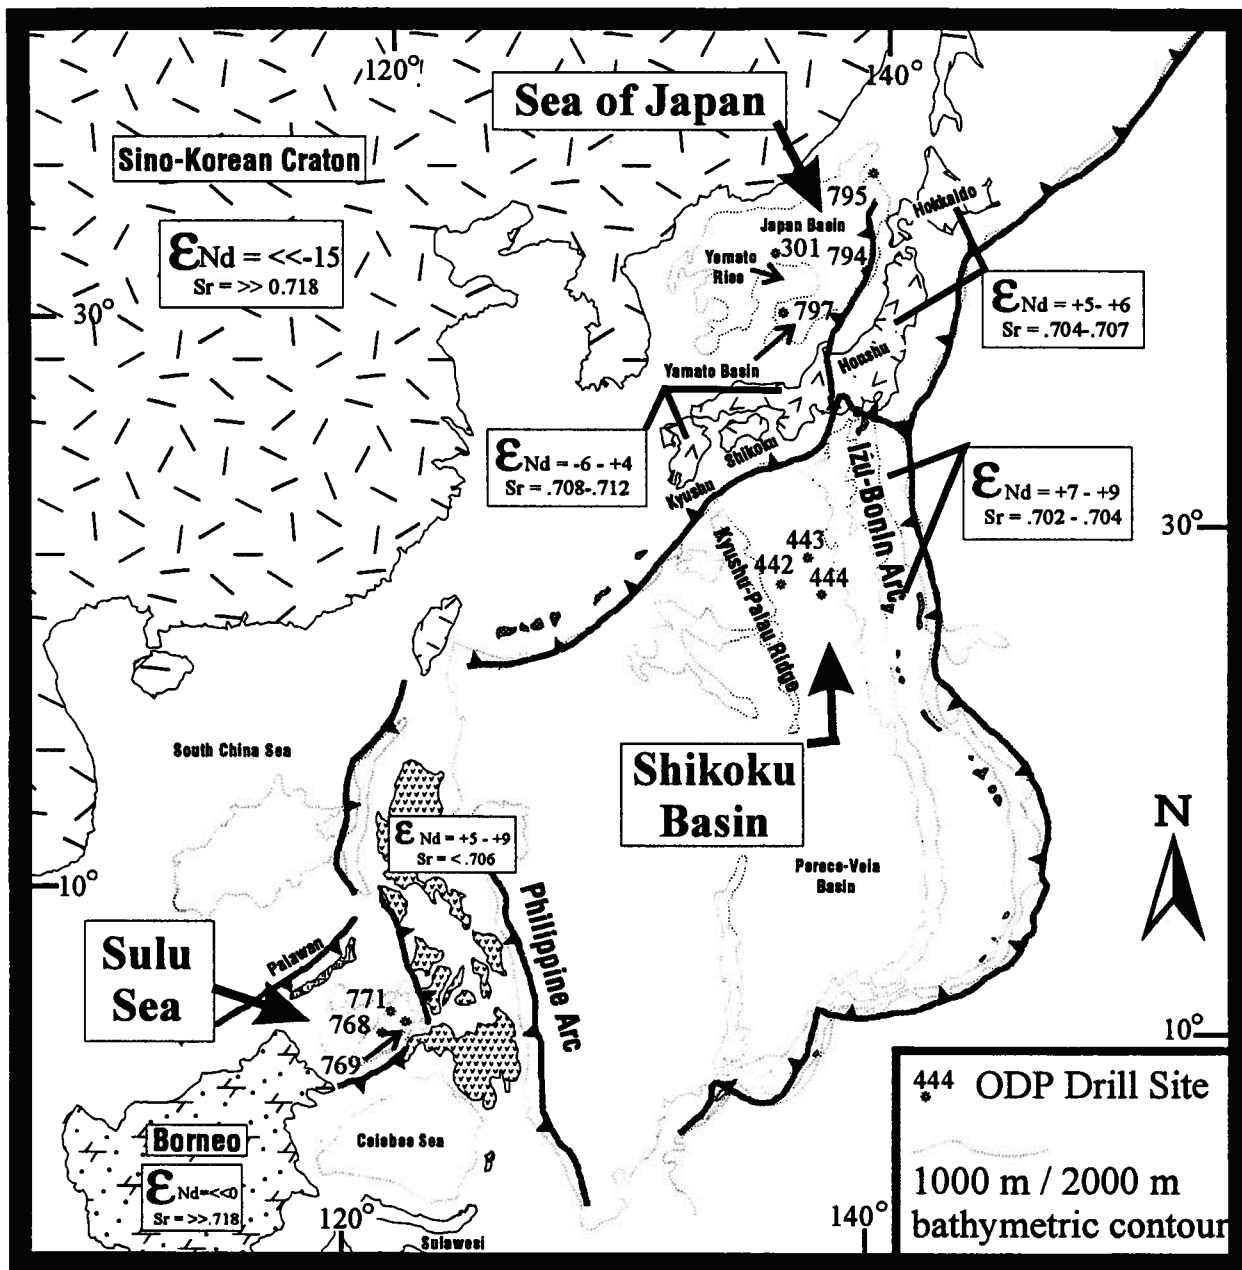 120°
140°
Sea of Japan
Sino-Korean Craton
795
Hokkaido
Japan Basin
301
794
εNd = <<-15
Sr = >> 0.718
Yamato
Rise
εNd = +5- +6
Sr = .704-.707
30°
797
Honshu
Yamato Basin
εNd = -6 - +4
Sr = .708-.712
Shikoku
Kyushu
Izu-Bonin Arc,
εNd = +7 - +9
Sr = .702 - .704
30°
443
442
444
Kyushu-Palau Ridge
South China Sea
Shikoku
Basin
εNd = +5 - +9
Sr = < .706
N
Parece-Vela
Basin
10°
Philippine Arc
Sulu
Sea
Palawan
771
768
769
10°
444 ODP Drill Site
Borneo
Celebes Sea
εNd=<<0
Sr = >>.718
1000 m / 2000 m
bathymetric contour
120°
140°
Sulawesi